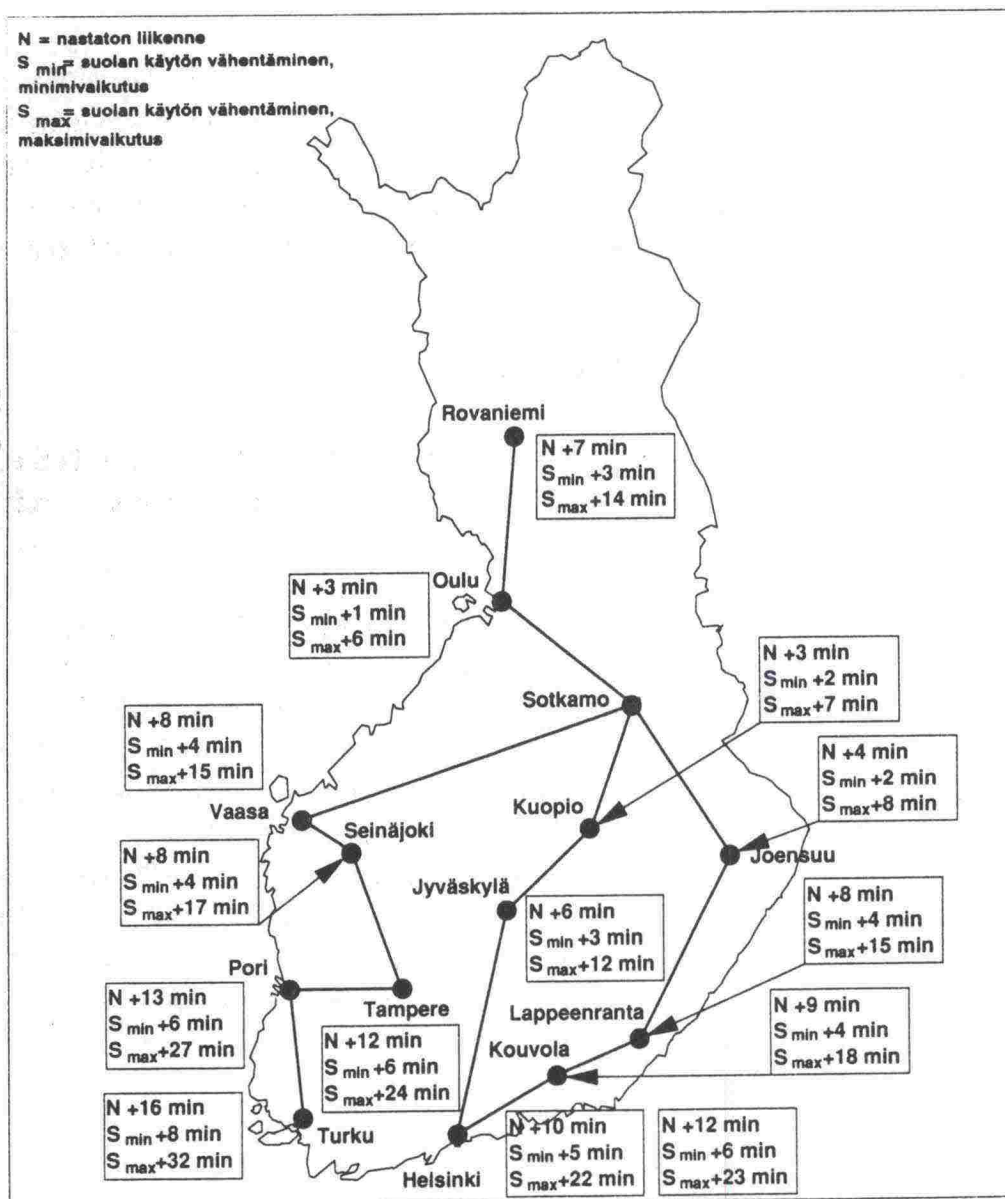 N = nastaton liikenne
S min= suolan käytön vähentäminen,
minimivaikutus
S max= suolan käytön vähentäminen,
maksimivaikutus
Rovaniemi
N +7 min
S min +3 min
S max+14 min
Oulu
N +3 min
S min+1 min
S max+6 min
Sotkamo
N +3 min
S min +2 min
S max+7 min
N +8 min
S min +4 min
S max+15 min
Vaasa
Kuopio
N +4 min
S min +2 min
S max+8 min
Joensuu
Seinäjoki
N +8 min
S min +4 min
S max+17 min
Jyväskylä
N +6 min
S min +3 min
S max+12 min
N +8 min
S min +4 min
S max+15 min
Pori
N +13 min
S min +6 min
S max+27 min
Tampere
N +12 min
S min +6 min
S max+24 min
Lappeenranta
Kouvola
N +9 min
S min +4 min
S max+18 min
N +16 min
S min +8 min
S max+32 min
Turku
Helsinki
N +10 min
S min +5 min
S max+22 min
N +12 min
S min +6 min
S max+23 min